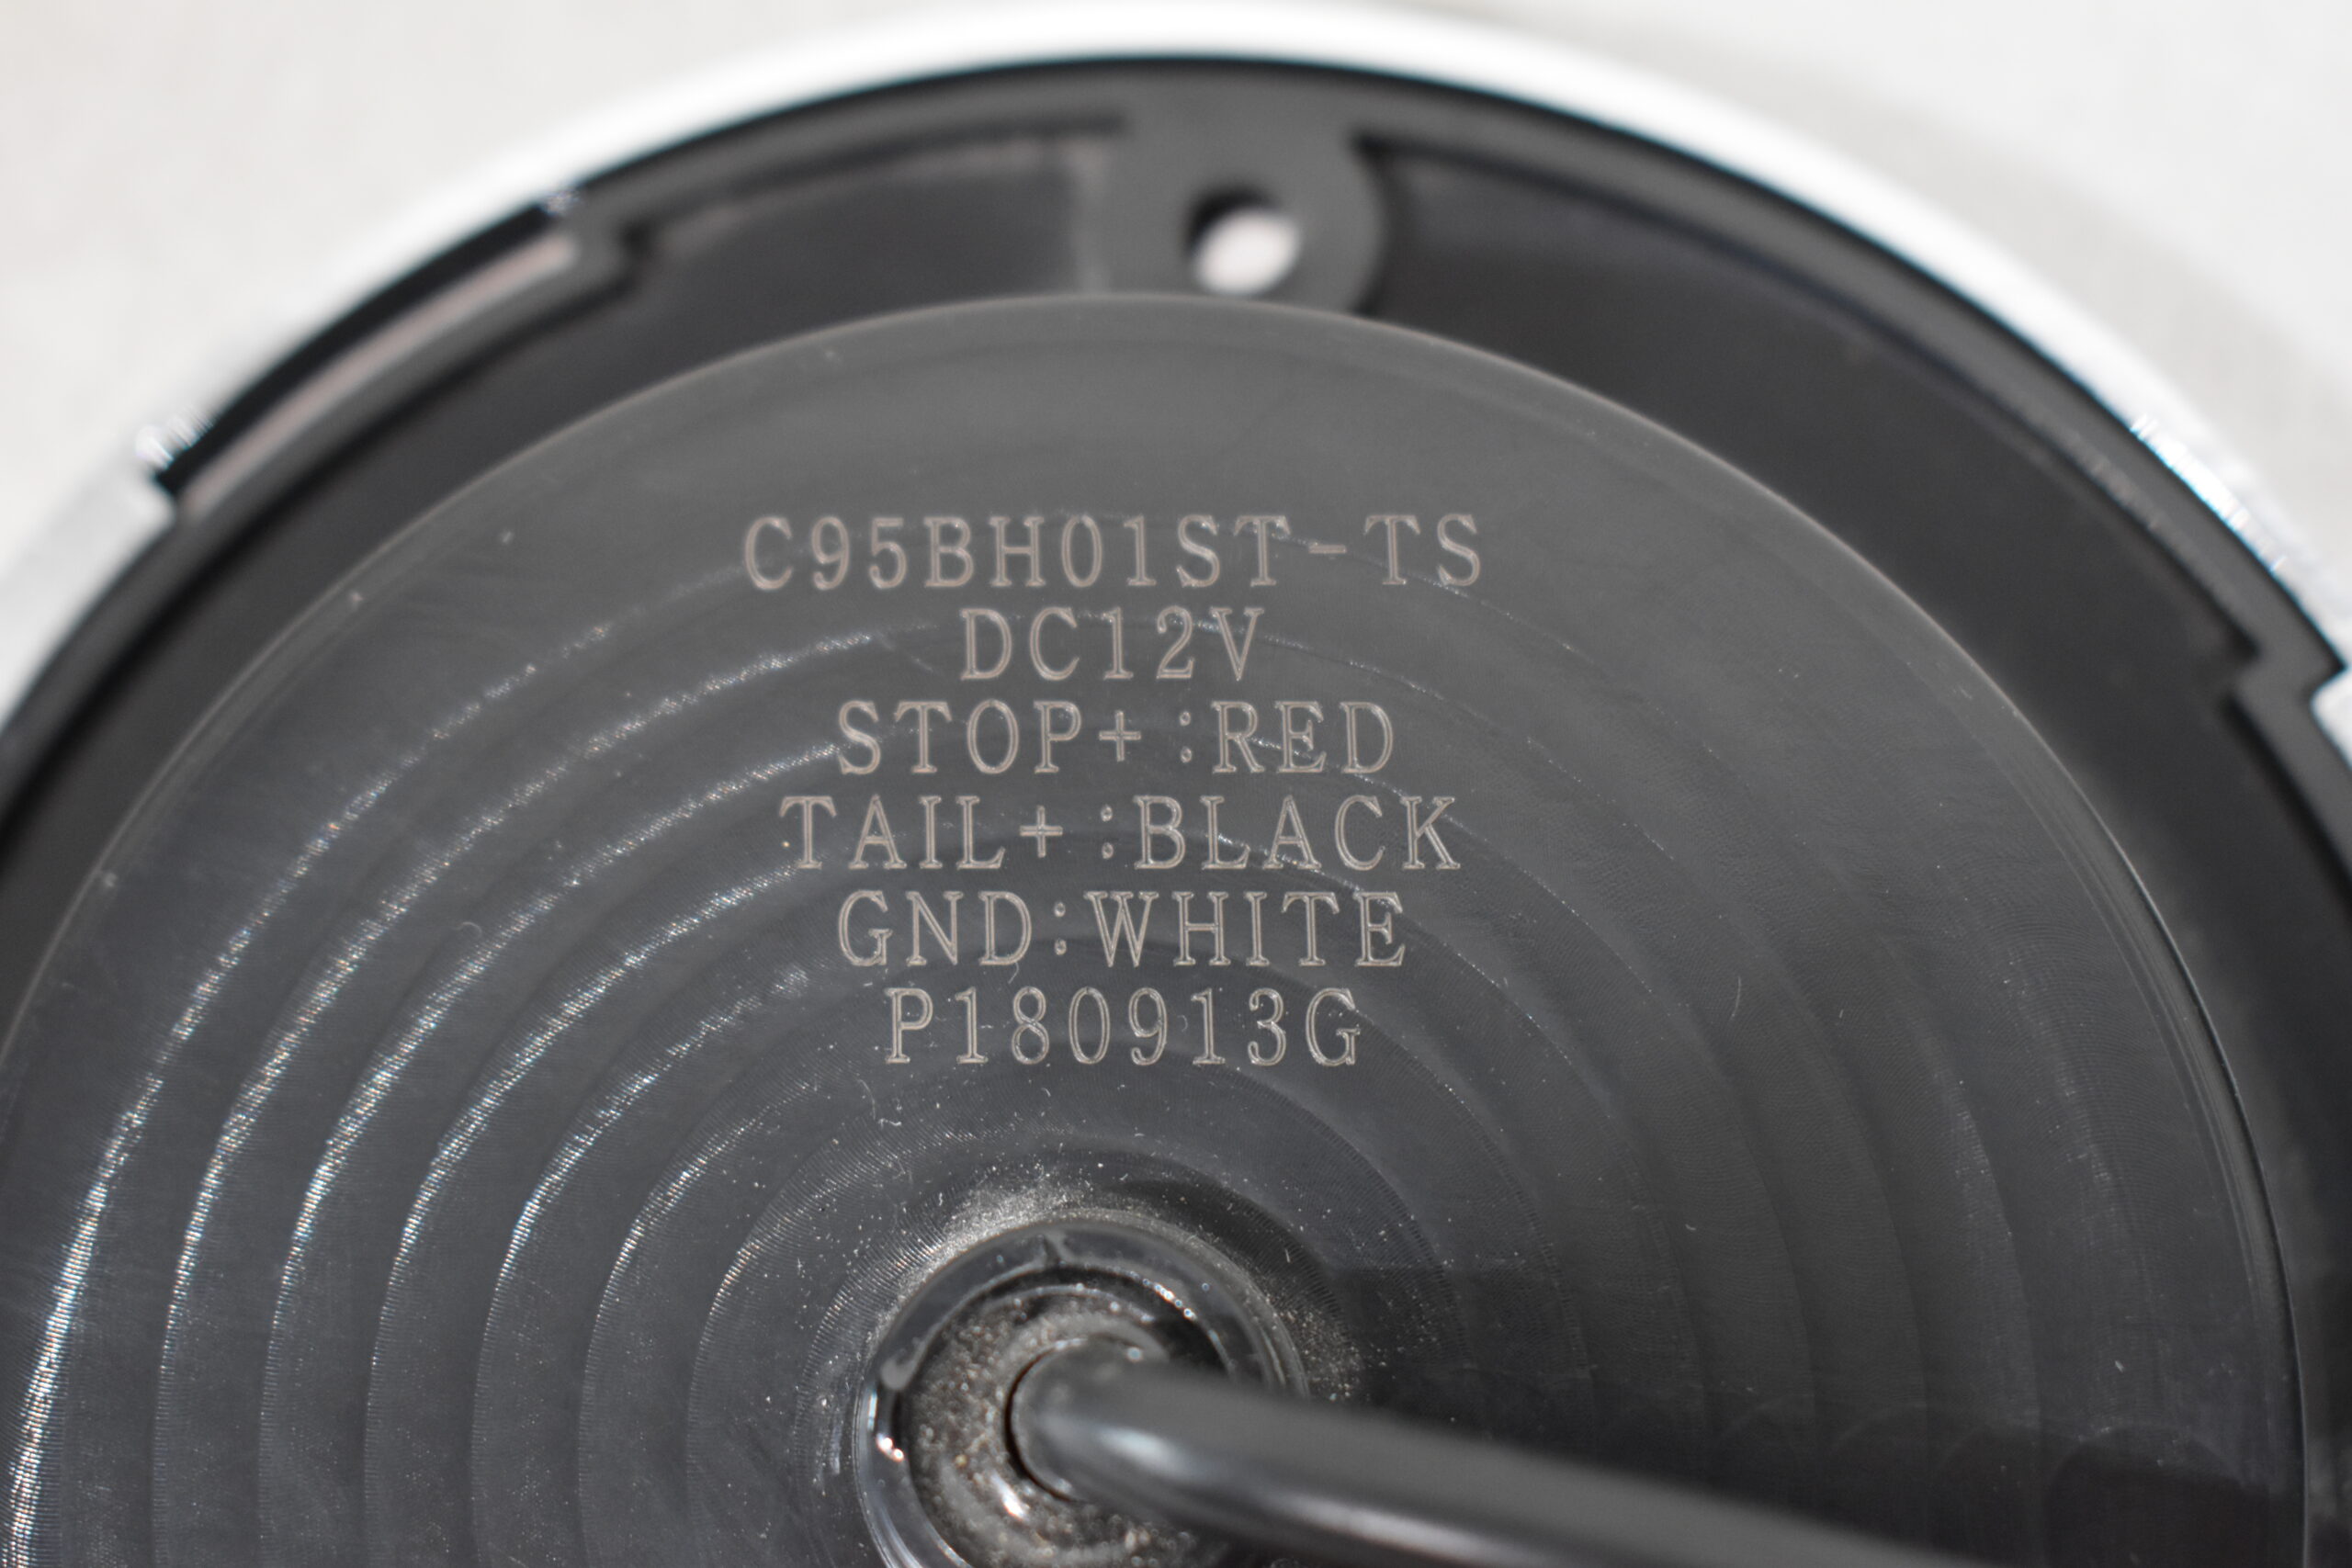 C95BH01ST-TS
DC12V
STOP+:RED
TAIL+:BLACK
GND:WHITE
P180913G